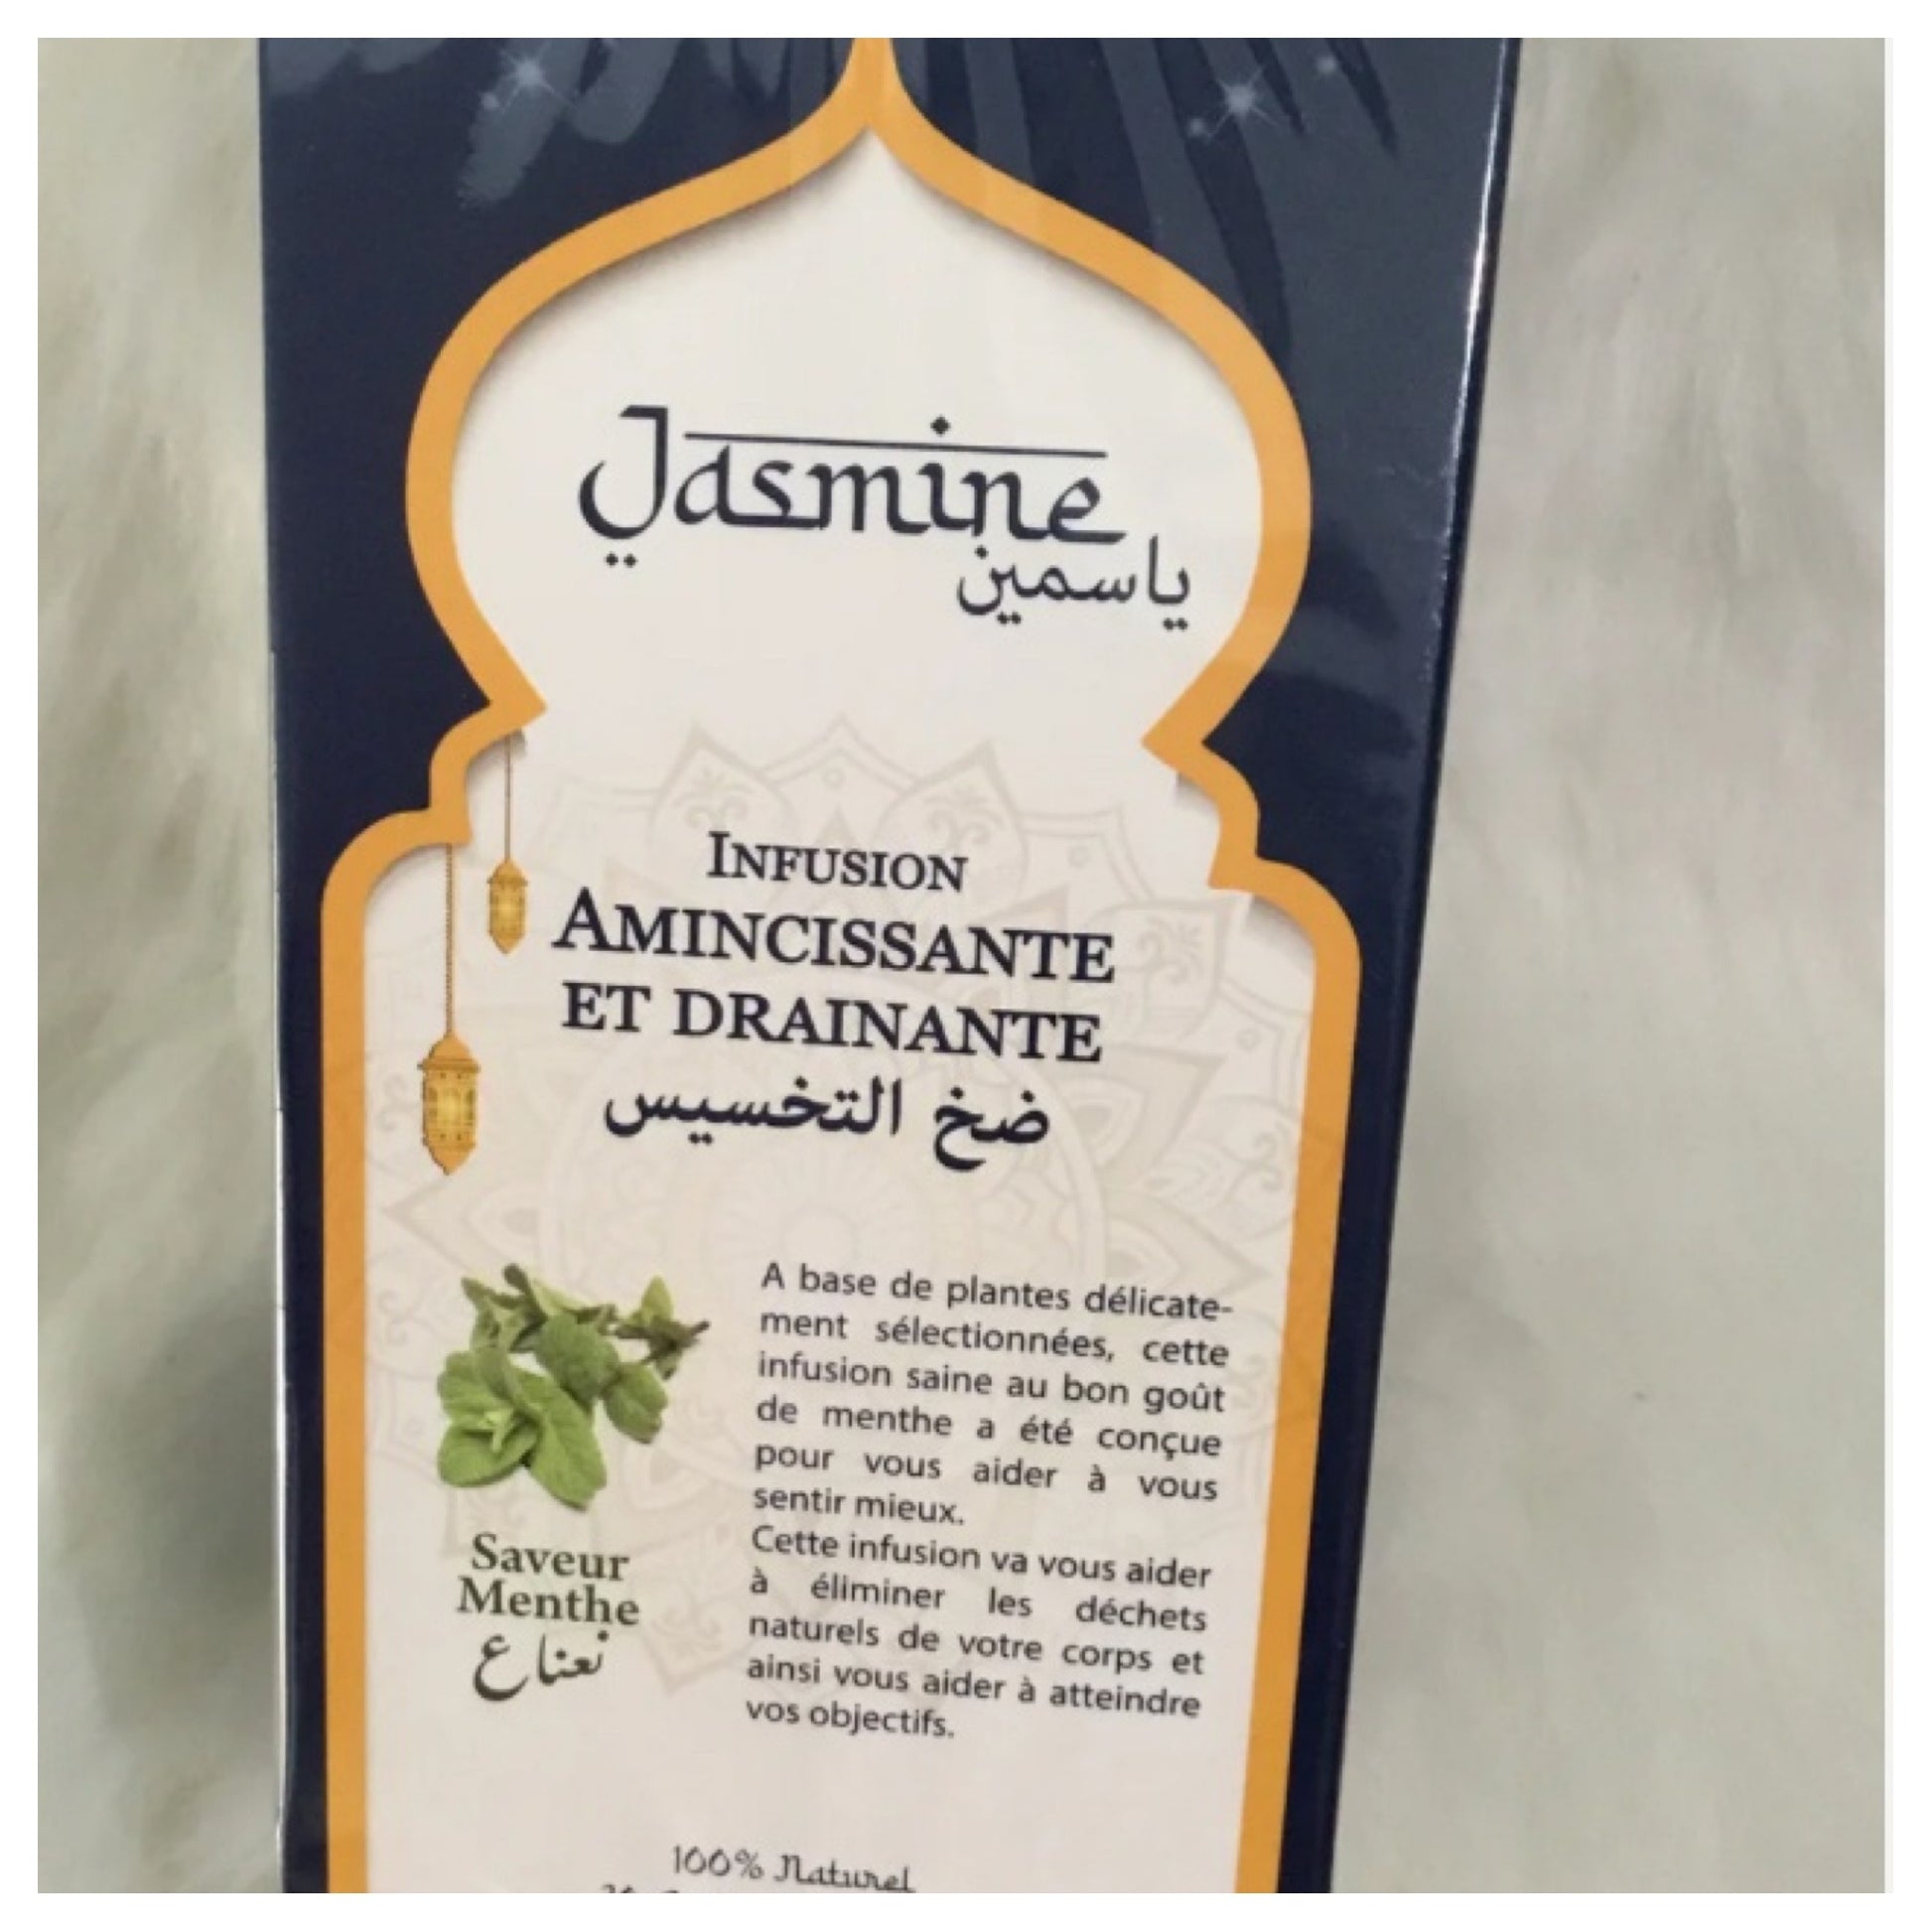 Jasmine
ياسمين
INFUSION
AMINCISSANTE
ET DRAINANTE
ضخ التخسيس
A base de plantes délicate-
ment sélectionnées, cette
infusion saine au bon goût
de menthe a été conçue
pour vous aider à vous
sentir mieux.
Cette infusion va vous aider
à éliminer les déchets
naturels de votre corps et
ainsi vous aider à atteindre
vos objectifs.
Saveur
Menthe
نعناع
100% Naturel